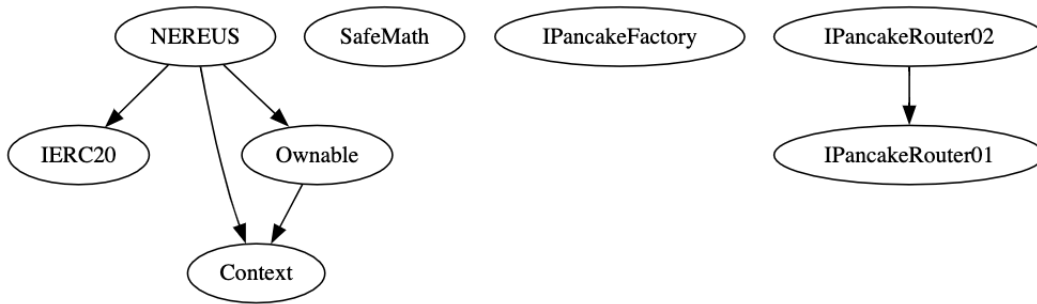 NEREUS
SafeMath
IPancakeFactory
IPancakeRouter02
IERC20
Ownable
IPancakeRouter01
Context